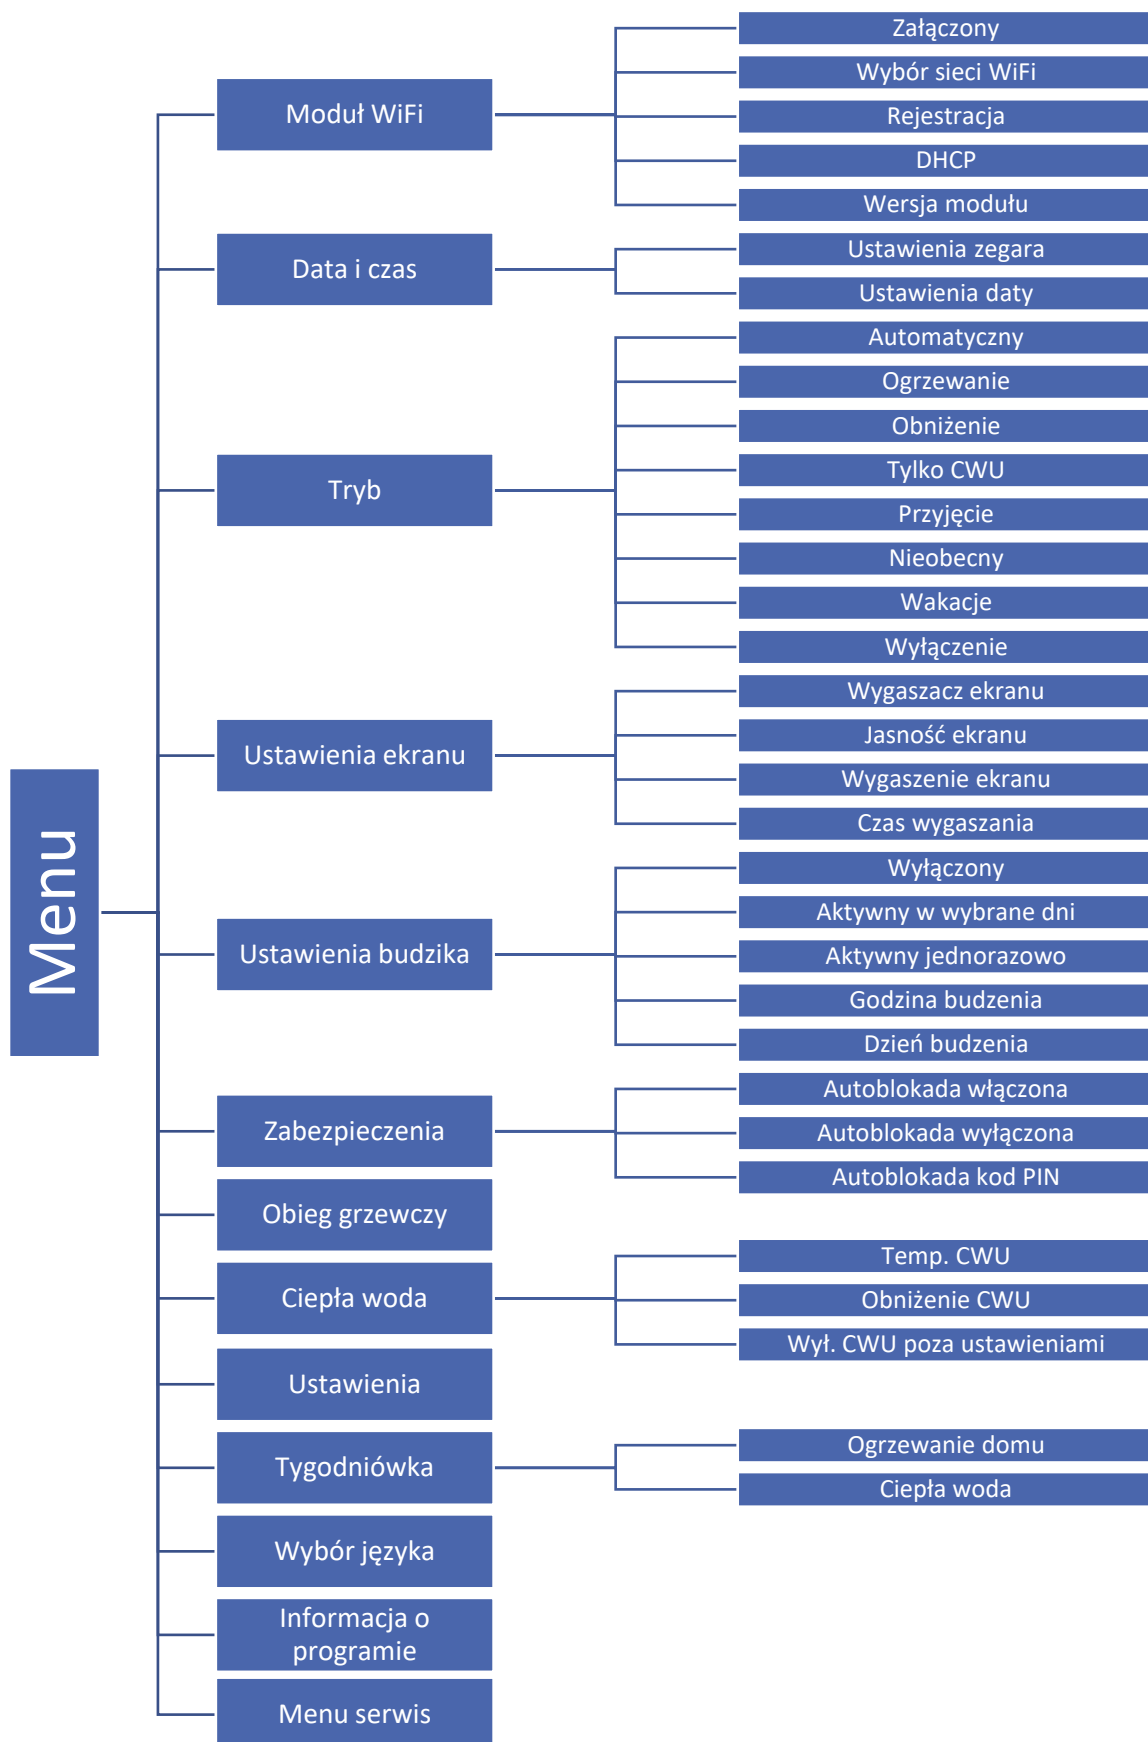 Menu
Moduł WiFi
Załączony
Wybór sieci WiFi
Rejestracja
DHCP
Wersja modułu
Data i czas
Ustawienia zegara
Ustawienia daty
Tryb
Automatyczny
Ogrzewanie
Obniżenie
Tylko CWU
Przyjęcie
Nieobecny
Wakacje
Wyłączenie
Ustawienia ekranu
Wygaszacz ekranu
Jasność ekranu
Wygaszenie ekranu
Czas wygaszania
Ustawienia budzika
Wyłączony
Aktywny w wybrane dni
Aktywny jednorazowo
Godzina budzenia
Dzień budzenia
Zabezpieczenia
Autoblokada włączona
Autoblokada wyłączona
Autoblokada kod PIN
Obieg grzewczy
Ciepła woda
Temp. CWU
Obniżenie CWU
Wył. CWU poza ustawieniami
Ustawienia
Tygodniówka
Ogrzewanie domu
Ciepła woda
Wybór języka
Informacja o
programie
Menu serwis